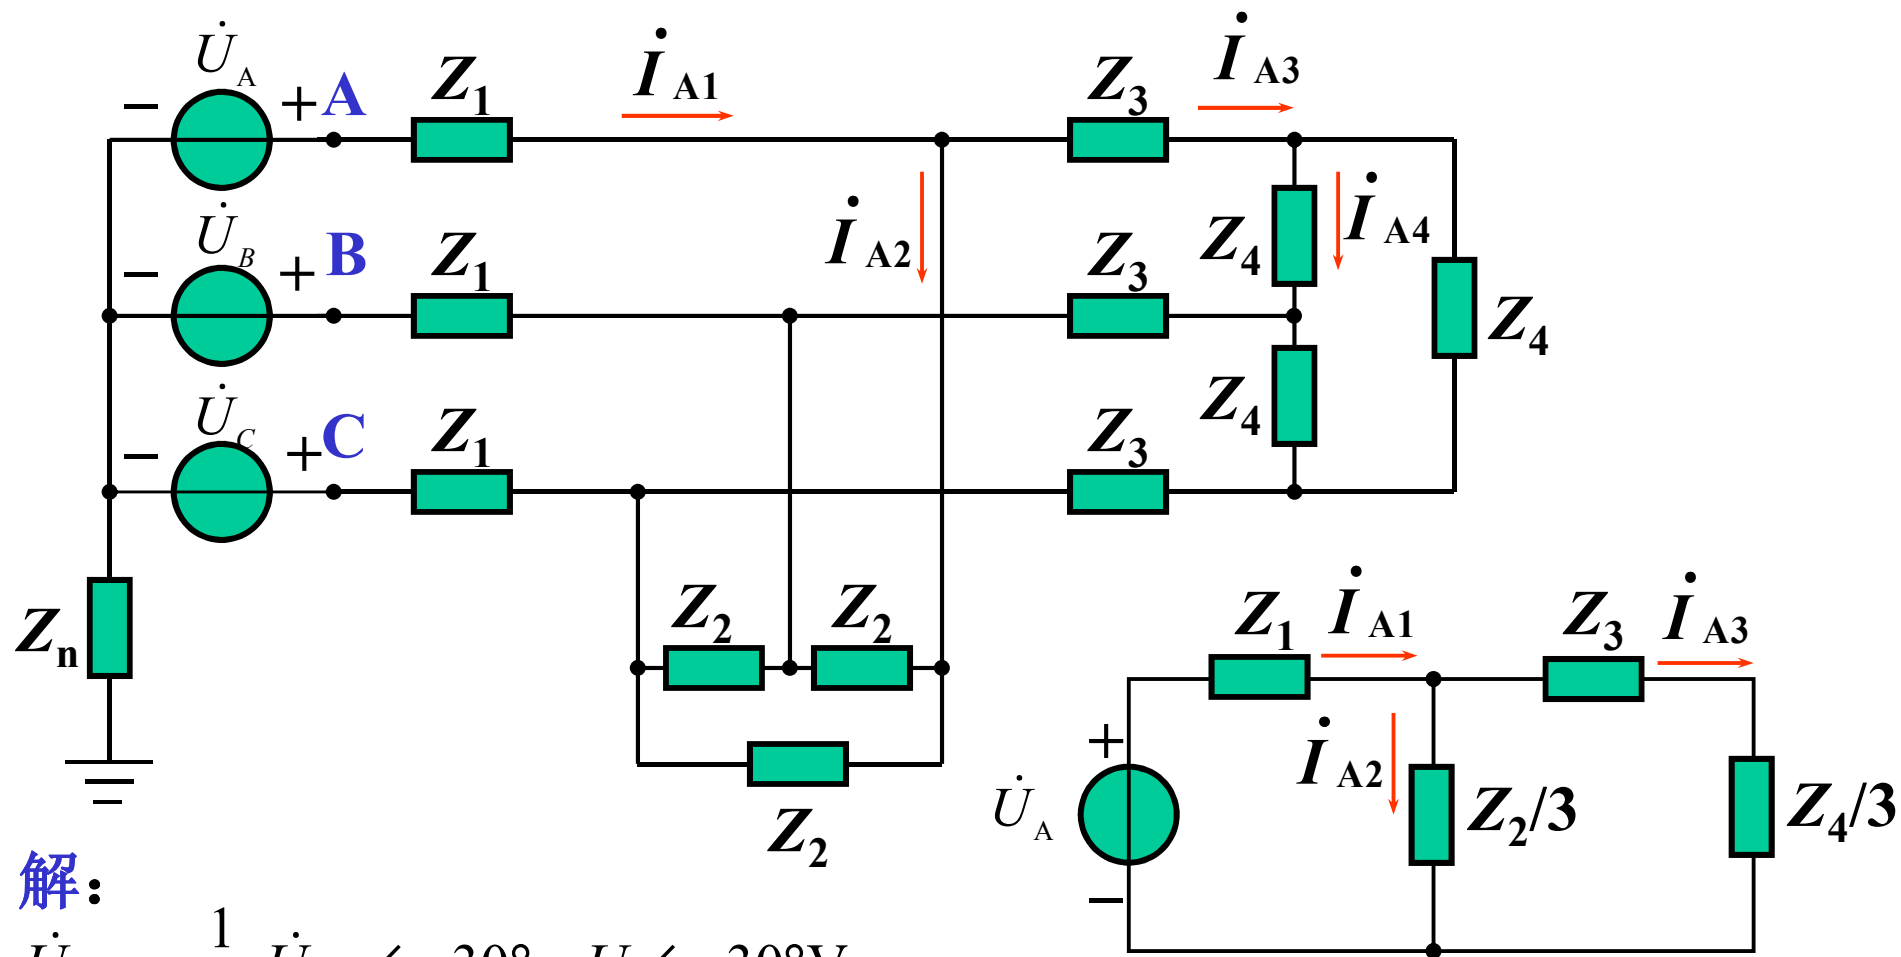 U̇A
− + A
Z1
İA1
Z3
İA3
U̇B
− + B
Z1
İA2
Z3
Z4
İA4
Z4
U̇C
− + C
Z1
Z3
Z4
Zn
Z2
Z2
Z2
Z1
İA1
Z3
İA3
+
U̇A
−
İA2
Z2/3
Z4/3
解: